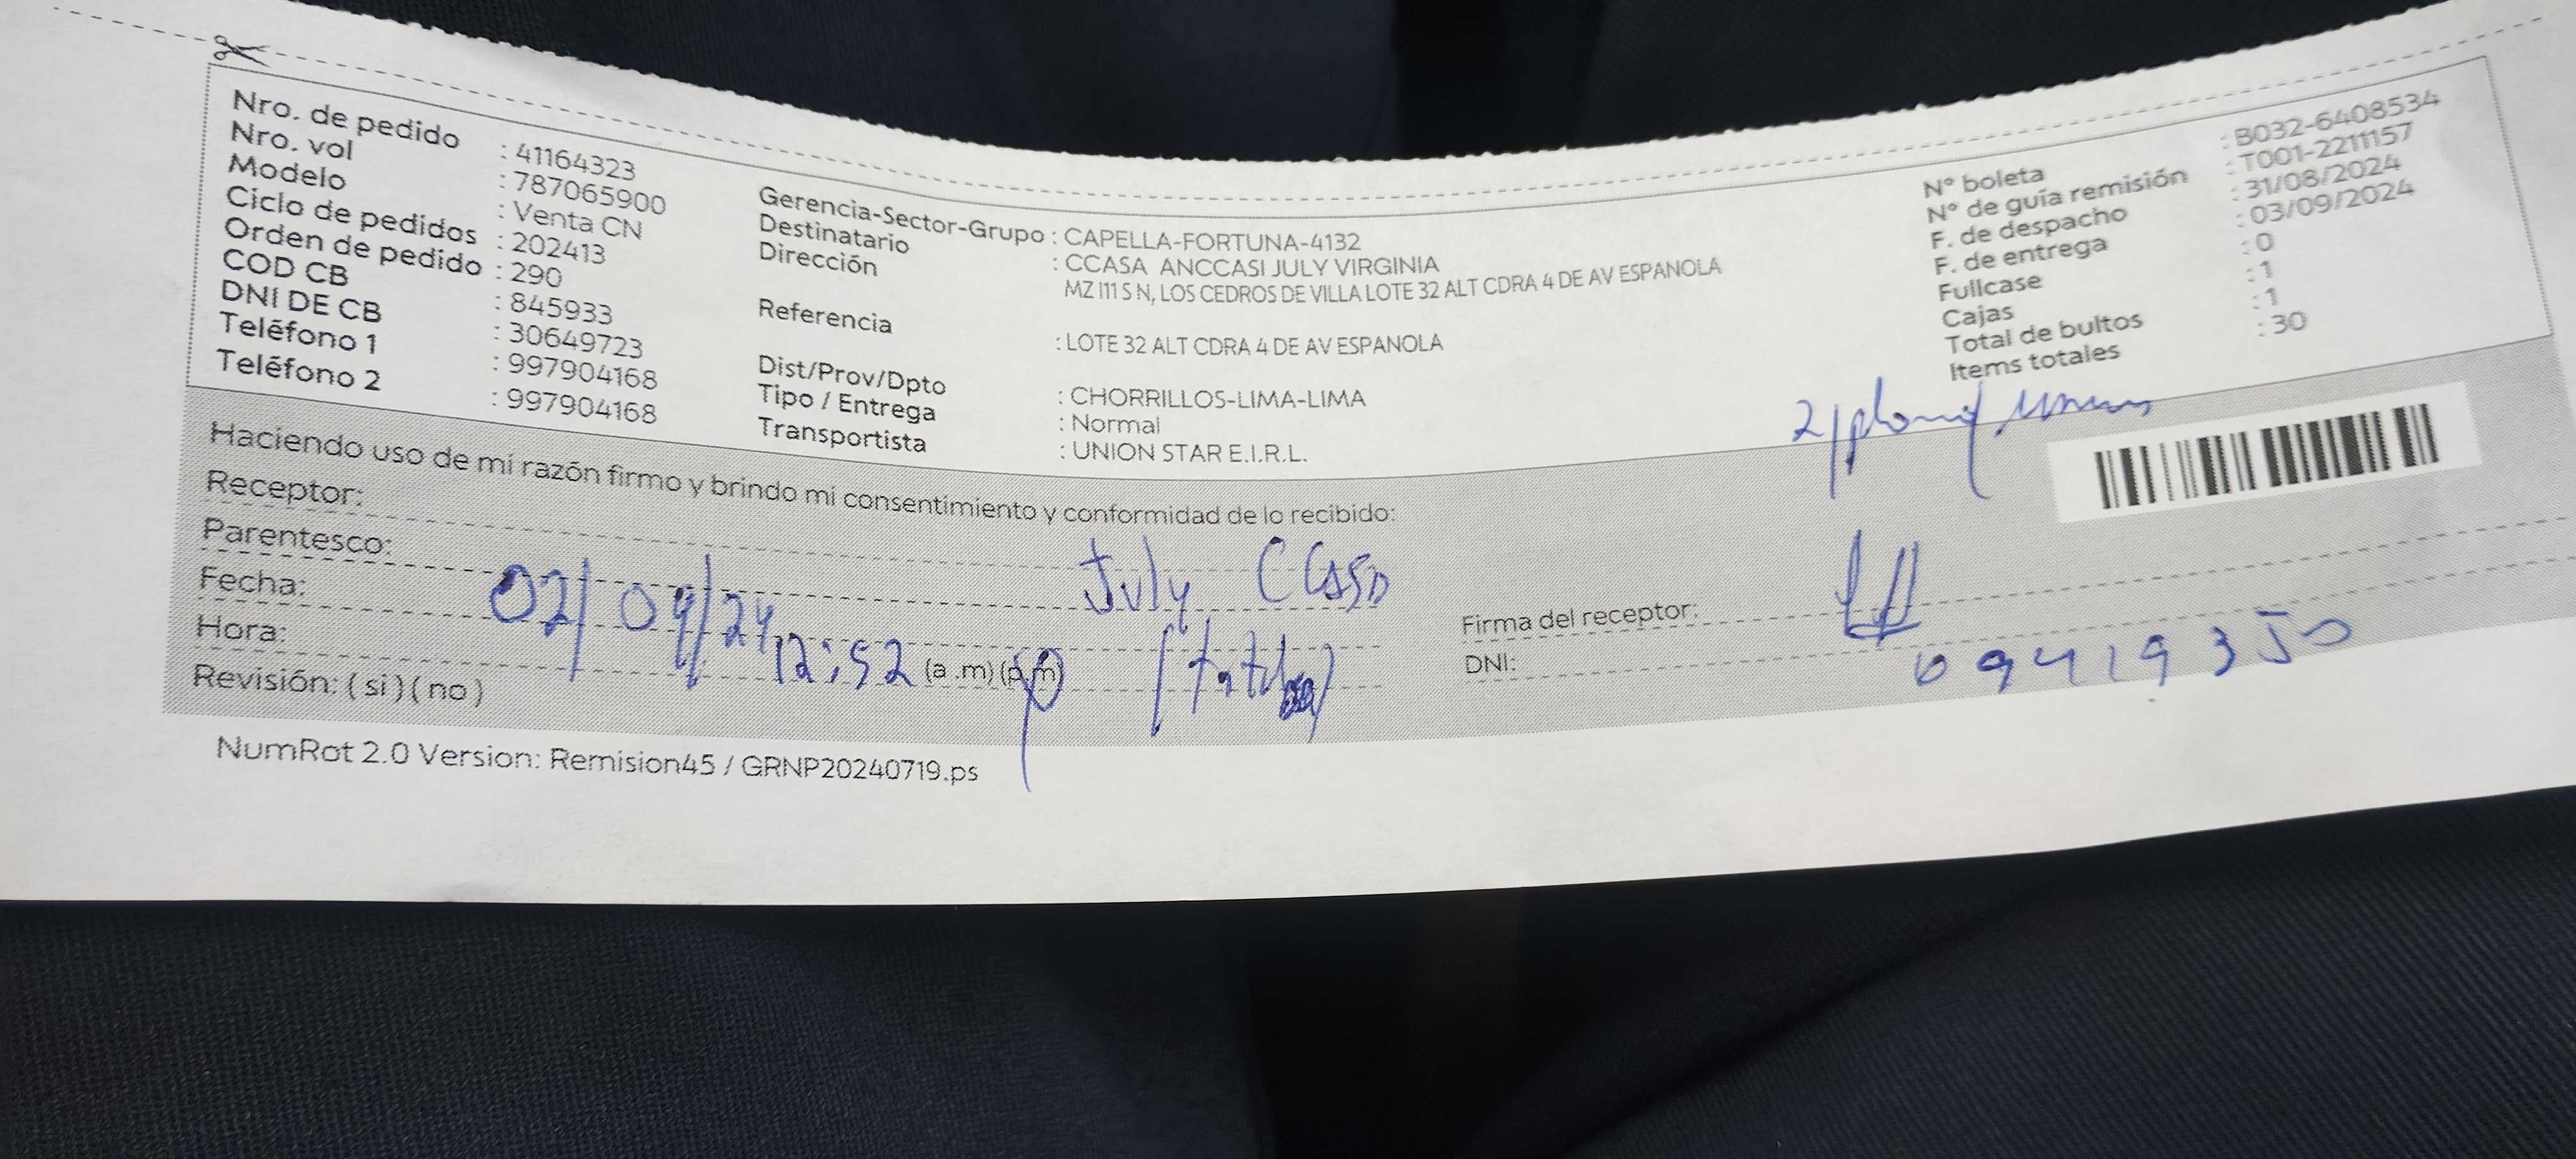 Nro. de pedido : 41164323
Nro. vol : 787065900
Modelo : Venta CN
Ciclo de pedidos : 202413
Orden de pedido : 290
COD CB : 845933
DNI DE CB : 30649723
Teléfono 1 : 997904168
Teléfono 2 : 997904168
Gerencia-Sector-Grupo : CAPELLA-FORTUNA-4132
Destinatario : CCASA ANCCASI JULY VIRGINIA
Dirección : MZ I111 S N, LOS CEDROS DE VILLA LOTE 32 ALT CDRA 4 DE AV ESPANOLA
Referencia : LOTE 32 ALT CDRA 4 DE AV ESPANOLA
Dist/Prov/Dpto : CHORRILLOS-LIMA-LIMA
Tipo / Entrega : Normal
Transportista : UNION STAR E.I.R.L.
N° boleta : B032-6408534
N° de guía remisión : T001-2211157
F. de despacho : 31/08/2024
F. de entrega : 03/09/2024
Fullcase : 0
Cajas : 1
Total de bultos : 1
Items totales : 30
Haciendo uso de mi razón firmo y brindo mi consentimiento y conformidad de lo recibido:
Receptor: July CCasa
Parentesco:
Fecha: 02/09/24
Hora: 12:52 (a .m) (p.m)
Revisión: ( si ) ( no )
Firma del receptor:
DNI: 09419350
NumRot 2.0 Version: Remision45 / GRNP20240719.ps